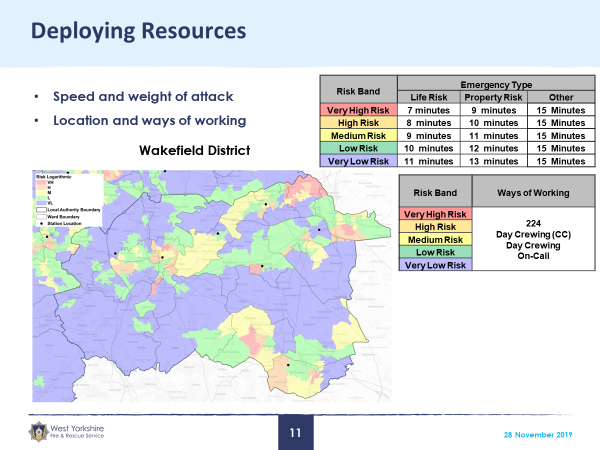 Deploying Resources
• Speed and weight of attack
• Location and ways of working
Wakefield District
Risk Band Emergency Type
Life Risk Property Risk Other
Very High Risk 7 minutes 9 minutes 15 Minutes
High Risk 8 minutes 10 minutes 15 Minutes
Medium Risk 9 minutes 11 minutes 15 Minutes
Low Risk 10 minutes 12 minutes 15 Minutes
Very Low Risk 11 minutes 13 minutes 15 Minutes
Risk Band Ways of Working
Very High Risk
High Risk
Medium Risk
Low Risk
Very Low Risk
224
Day Crewing (CC)
Day Crewing
On-Call
Risk Logarithmic
VH
H
M
L
VL
Local Authority Boundary
Ward Boundary
Station Location
West Yorkshire
Fire & Rescue Service
11
28 November 2019